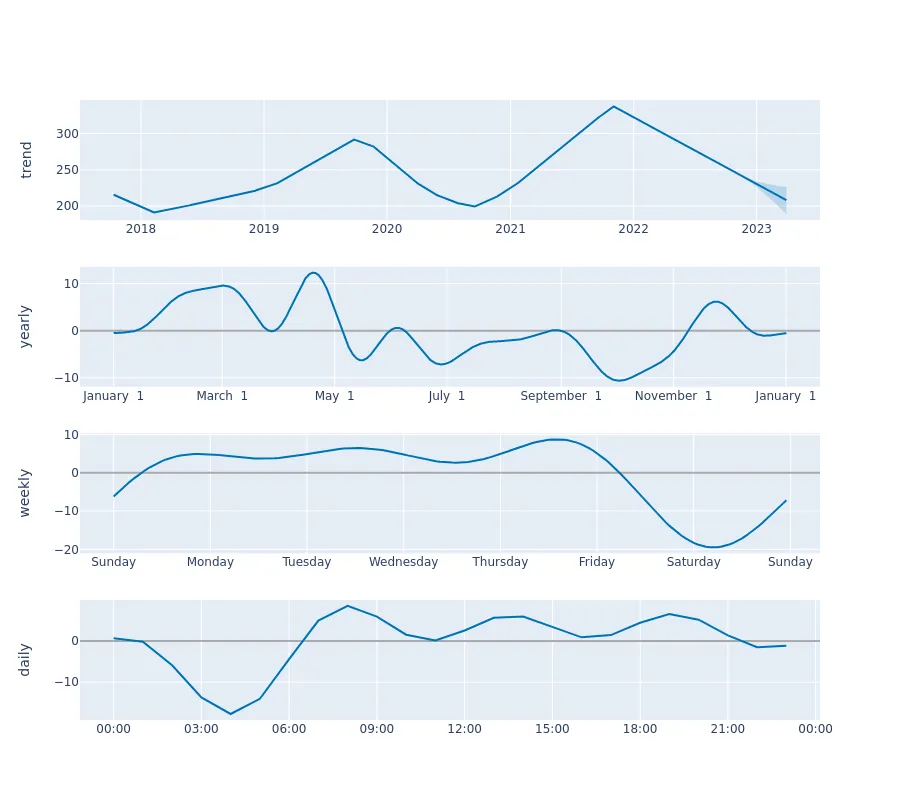 trend
300
250
200
2018 2019 2020 2021 2022 2023
yearly
10
0
−10
January 1 March 1 May 1 July 1 September 1 November 1 January 1
weekly
10
0
−10
−20
Sunday Monday Tuesday Wednesday Thursday Friday Saturday Sunday
daily
0
−10
00:00 03:00 06:00 09:00 12:00 15:00 18:00 21:00 00:00